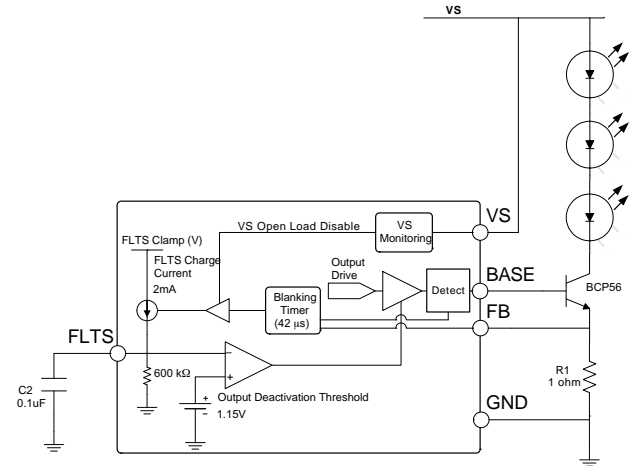 VS
VS
VS Open Load Disable
VS
Monitoring
FLTS Clamp (V)
FLTS Charge
Current
2mA
Output
Drive
BASE
Detect
BCP56
Blanking
Timer
(42 μs)
FB
FLTS
−
600 kΩ
+
R1
1 ohm
C2
0.1uF
+
−
Output Deactivation Threshold
1.15V
GND